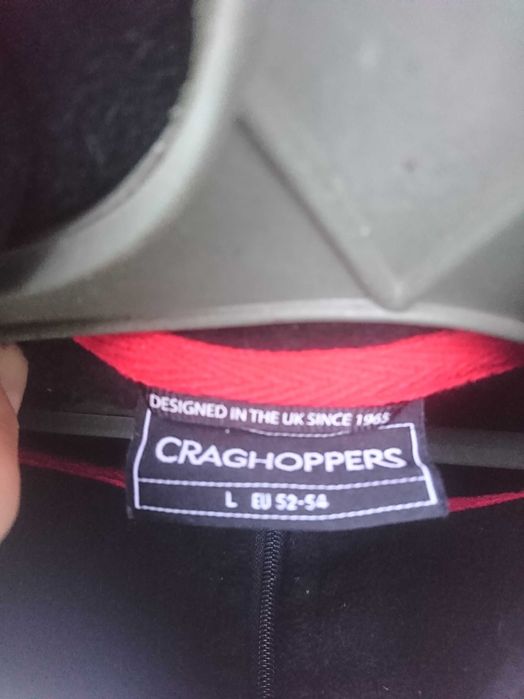 DESIGNED IN THE UK SINCE 1965
CRAGHOPPERS
L EU 52-54